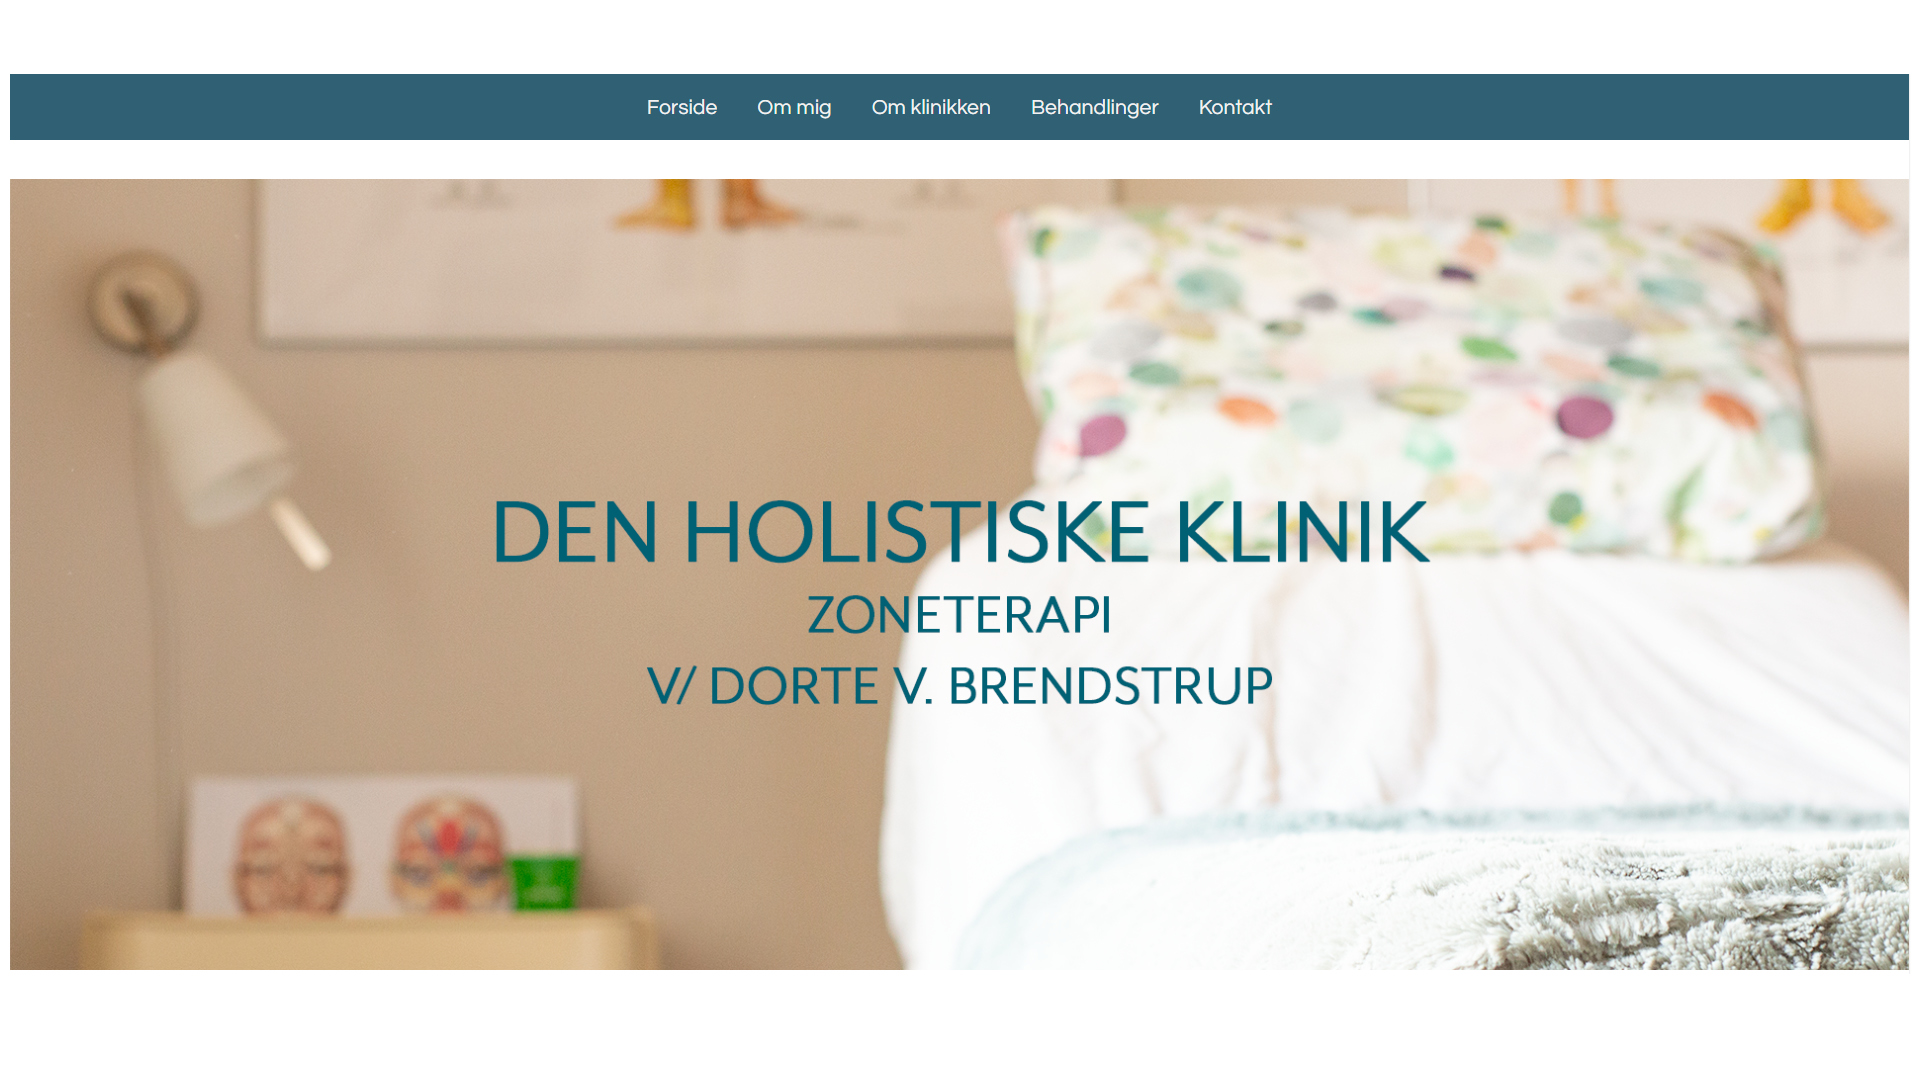 Forside Om mig Om klinikken Behandlinger Kontakt
DEN HOLISTISKE KLINIK
ZONETERAPI
V/ DORTE V. BRENDSTRUP